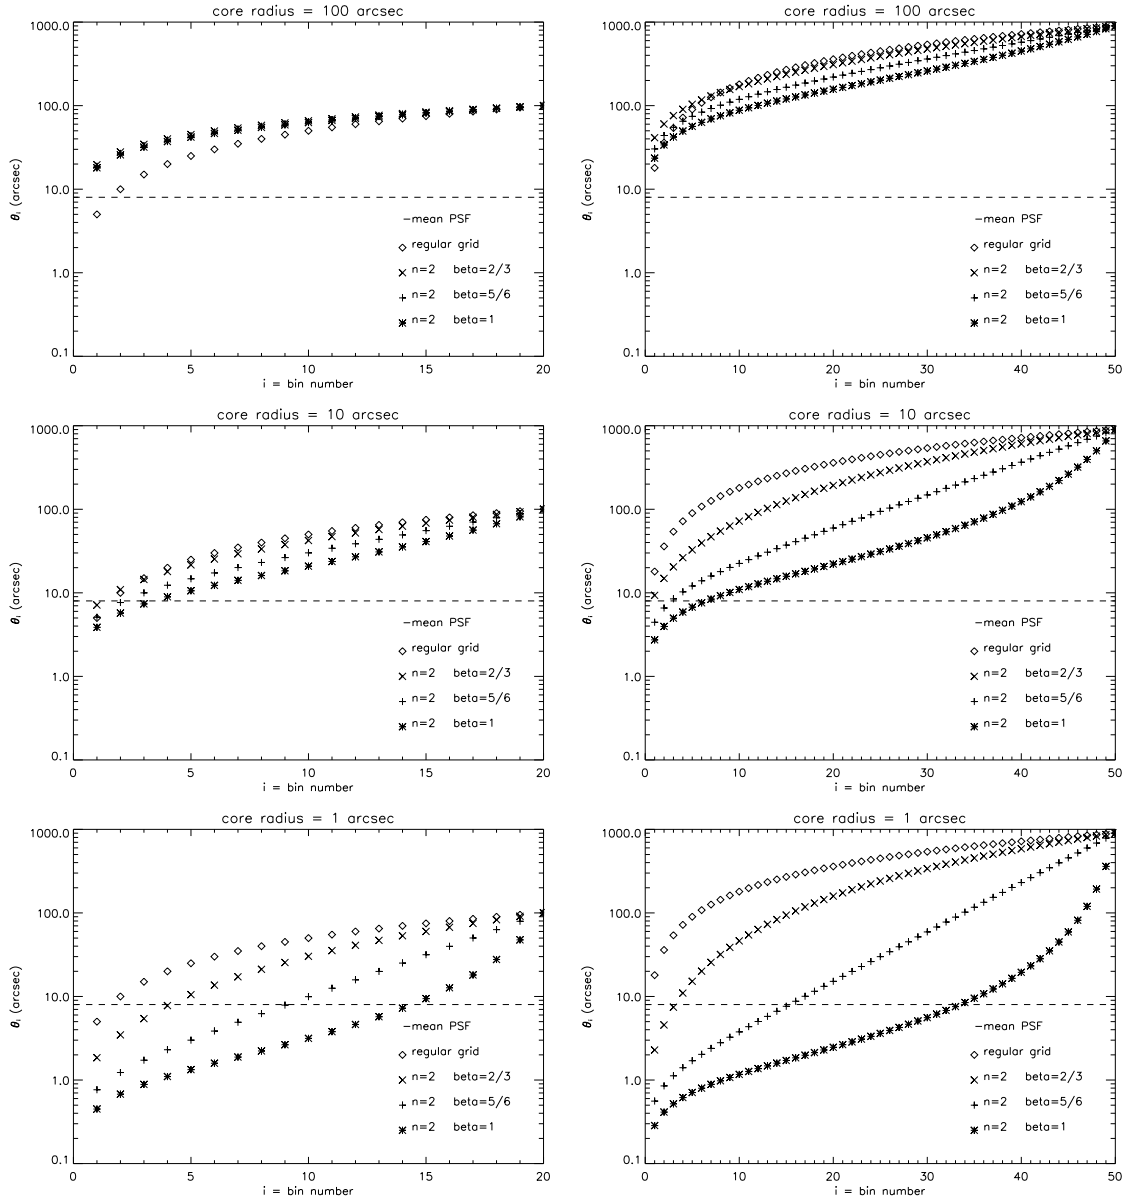 core radius = 100 arcsec
1000.0
100.0
10.0
1.0
0.1
θi (arcsec)
–mean PSF
regular grid
n=2 beta=2/3
n=2 beta=5/6
n=2 beta=1
0 5 10 15 20
i = bin number
core radius = 100 arcsec
1000.0
100.0
10.0
1.0
0.1
θi (arcsec)
–mean PSF
regular grid
n=2 beta=2/3
n=2 beta=5/6
n=2 beta=1
0 10 20 30 40 50
i = bin number
core radius = 10 arcsec
1000.0
100.0
10.0
1.0
0.1
θi (arcsec)
–mean PSF
regular grid
n=2 beta=2/3
n=2 beta=5/6
n=2 beta=1
0 5 10 15 20
i = bin number
core radius = 10 arcsec
1000.0
100.0
10.0
1.0
0.1
θi (arcsec)
–mean PSF
regular grid
n=2 beta=2/3
n=2 beta=5/6
n=2 beta=1
0 10 20 30 40 50
i = bin number
core radius = 1 arcsec
1000.0
100.0
10.0
1.0
0.1
θi (arcsec)
–mean PSF
regular grid
n=2 beta=2/3
n=2 beta=5/6
n=2 beta=1
0 5 10 15 20
i = bin number
core radius = 1 arcsec
1000.0
100.0
10.0
1.0
0.1
θi (arcsec)
–mean PSF
regular grid
n=2 beta=2/3
n=2 beta=5/6
n=2 beta=1
0 10 20 30 40 50
i = bin number